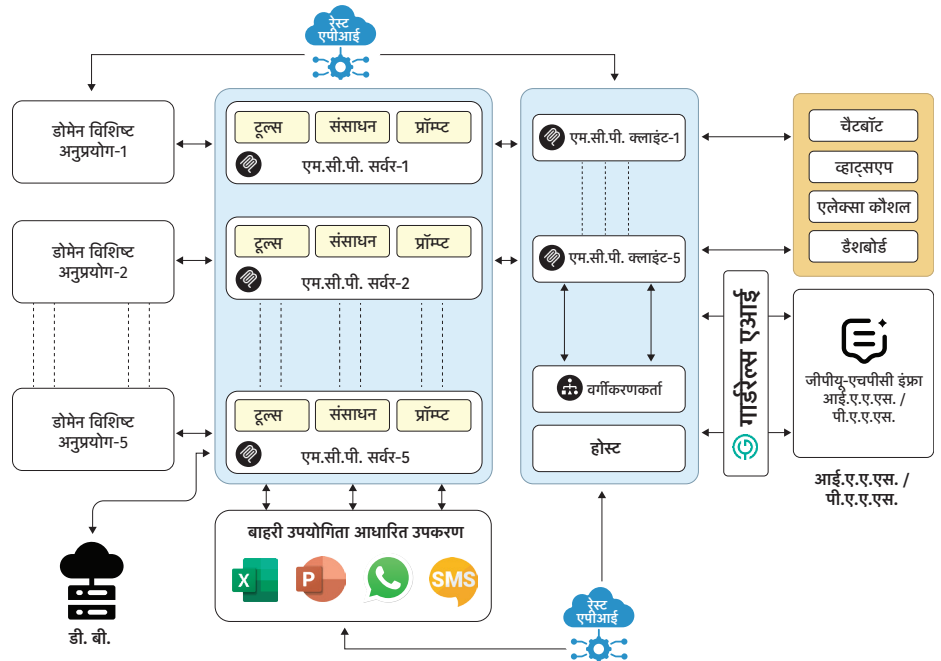 रेस्ट
एपीआई
डोमेन विशिष्ट
अनुप्रयोग-1
टूल्स
संसाधन
प्रॉम्प्ट
एम.सी.पी. सर्वर-1
एम.सी.पी. क्लाइंट-1
चैटबॉट
व्हाट्सएप
एलेक्सा कौशल
डैशबोर्ड
डोमेन विशिष्ट
अनुप्रयोग-2
टूल्स
संसाधन
प्रॉम्प्ट
एम.सी.पी. सर्वर-2
एम.सी.पी. क्लाइंट-5
गार्डरेल्स एआई
जीपीयू-एचपीसी इंफ्रा
आई.ए.ए.एस. /
पी.ए.ए.एस.
वर्गीकरणकर्ता
डोमेन विशिष्ट
अनुप्रयोग-5
टूल्स
संसाधन
प्रॉम्प्ट
एम.सी.पी. सर्वर-5
होस्ट
आई.ए.ए.एस. /
पी.ए.ए.एस.
बाहरी उपयोगिता आधारित उपकरण
X
P
SMS
डी. बी.
रेस्ट
एपीआई